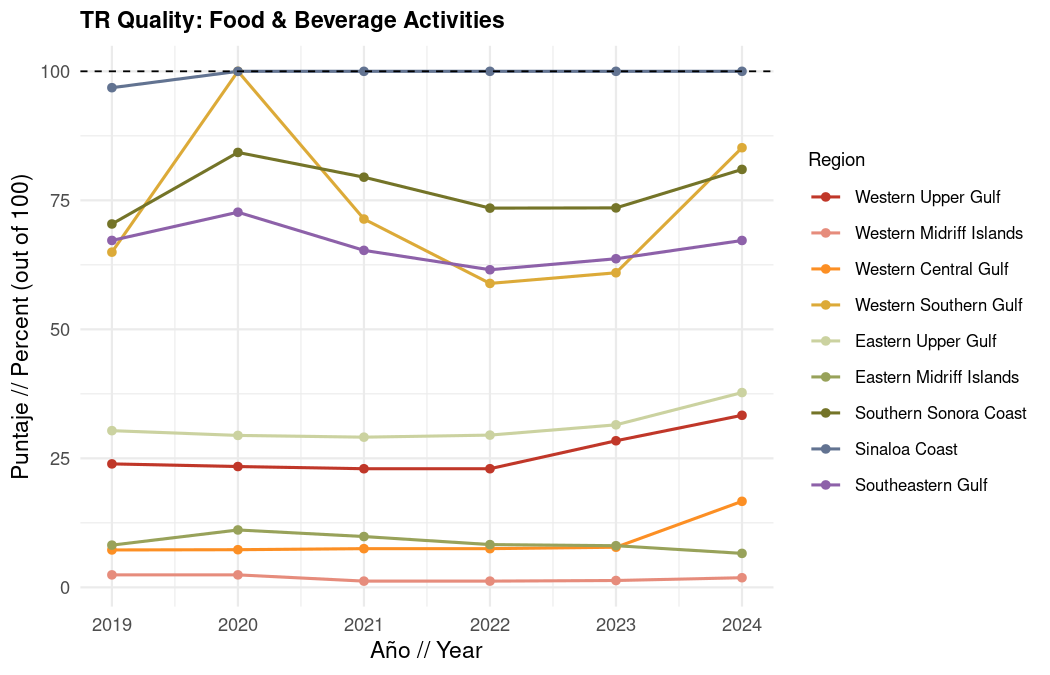 TR Quality: Food & Beverage Activities
Puntaje // Percent (out of 100)
100
75
50
25
0
2019 2020 2021 2022 2023 2024
Año // Year
Region
Western Upper Gulf
Western Midriff Islands
Western Central Gulf
Western Southern Gulf
Eastern Upper Gulf
Eastern Midriff Islands
Southern Sonora Coast
Sinaloa Coast
Southeastern Gulf